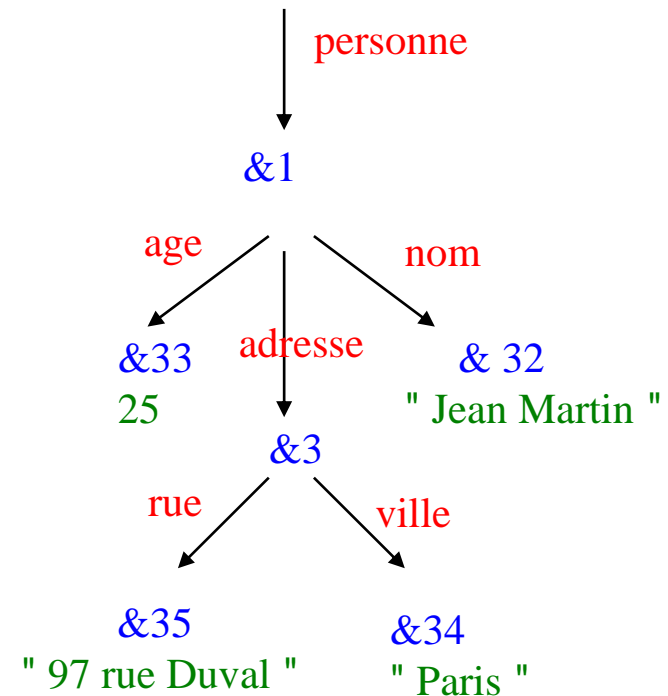 personne
&1
age
nom
adresse
&33
& 32
25
" Jean Martin "
&3
rue
ville
&35
&34
" 97 rue Duval "
" Paris "